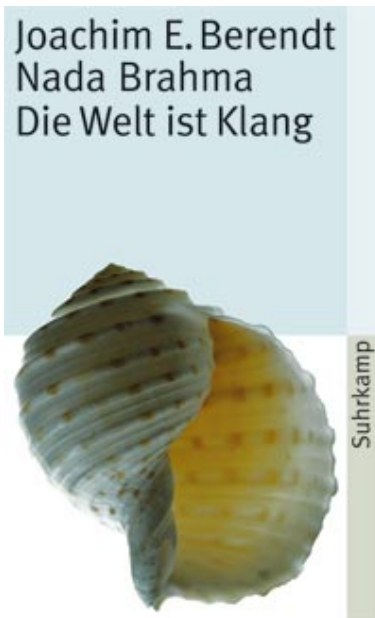 Joachim E. Berendt
Nada Brahma
Die Welt ist Klang
Suhrkamp